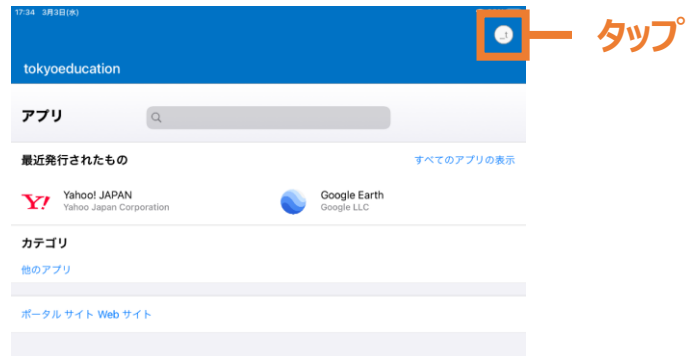 17:34 3月3日(水)
タップ
tokyoeducation
アプリ
最近発行されたもの
すべてのアプリの表示
Y!
Yahoo! JAPAN
Yahoo Japan Corporation
Google Earth
Google LLC
カテゴリ
他のアプリ
ポータル サイト Web サイト